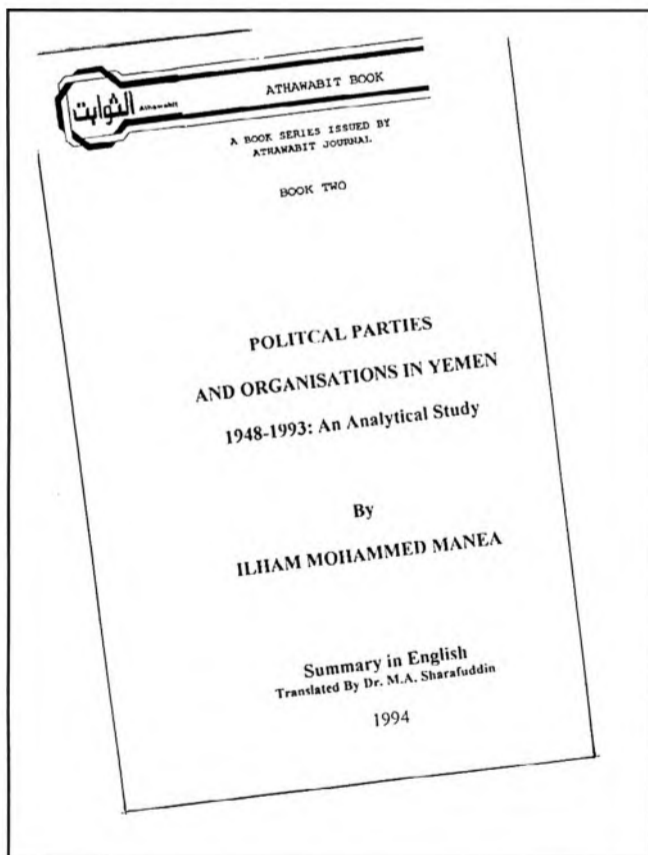 ATHAWABIT BOOK
الثوابت Athawabit
A BOOK SERIES ISSUED BY
ATHAWABIT JOURNAL
BOOK TWO
POLITCAL PARTIES
AND ORGANISATIONS IN YEMEN
1948-1993: An Analytical Study
By
ILHAM MOHAMMED MANEA
Summary in English
Translated By Dr. M.A. Sharafuddin
1994